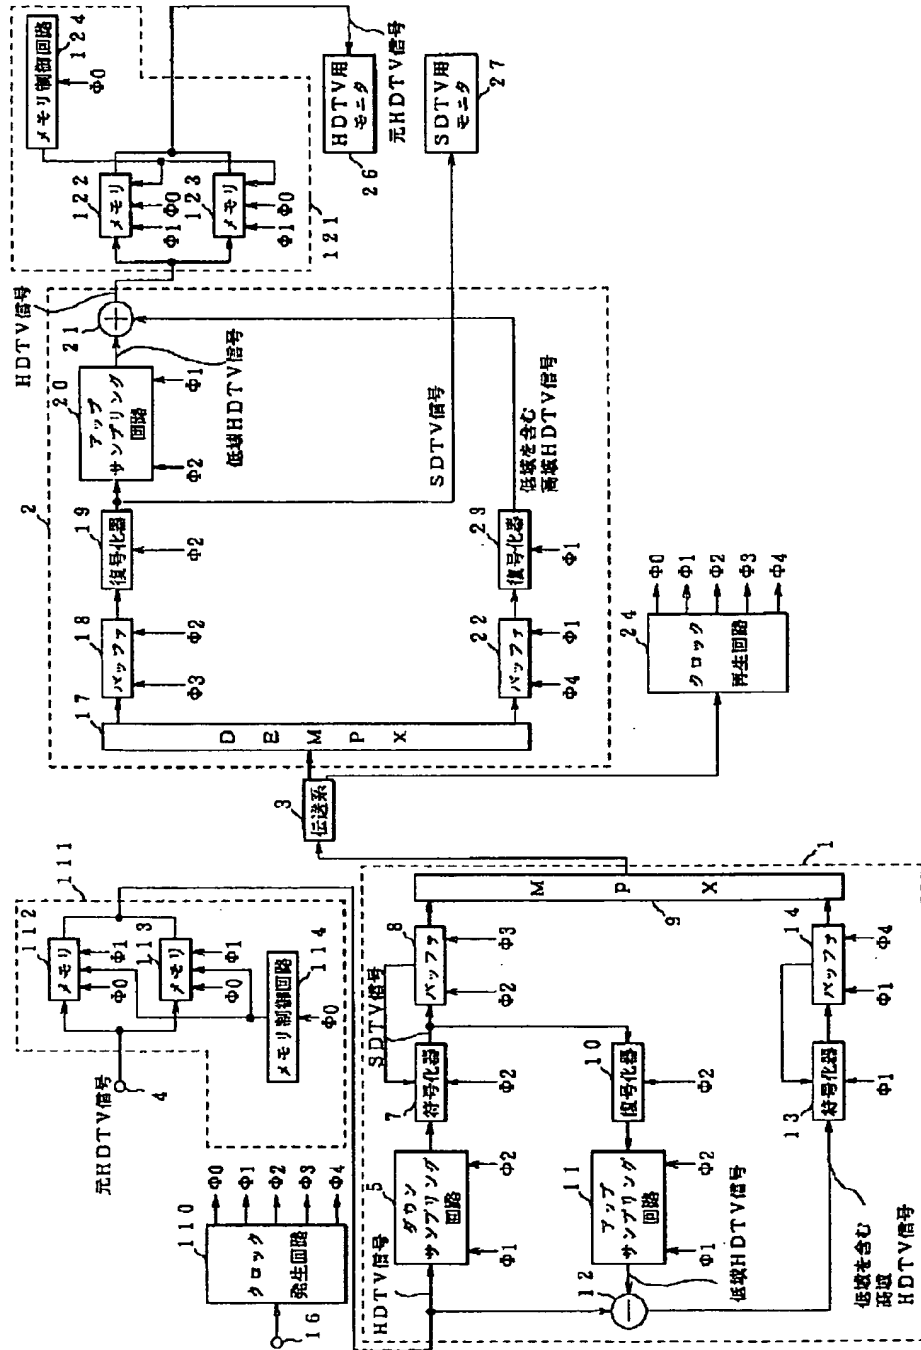 元HDTV信号
4
16
110
クロック
発生回路
Φ0
Φ1
Φ2
Φ3
Φ4
111
112
メモリ
Φ0
Φ1
113
メモリ
Φ0
Φ1
114
メモリ制御回路
Φ0
1
HDTV信号
5
ダウン
サンプリング
回路
Φ1
Φ2
7
符号化器
Φ2
SDTV信号
8
バッファ
Φ2
Φ3
9
M
P
X
10
復号化器
Φ2
11
アップ
サンプリング
回路
Φ1
Φ2
低域HDTV信号
12
−
低域を含む
高域
HDTV信号
13
符号化器
Φ1
14
バッファ
Φ1
Φ4
3
伝送系
2
17
D
E
M
P
X
18
バッファ
Φ3
Φ2
19
復号化器
Φ2
20
アップ
サンプリング
回路
Φ2
Φ1
低域HDTV信号
21
+
HDTV信号
SDTV信号
22
バッファ
Φ4
Φ1
23
復号化器
Φ1
低域を含む
高域HDTV信号
24
クロック
再生回路
Φ0
Φ1
Φ2
Φ3
Φ4
121
122
メモリ
Φ1
Φ0
123
メモリ
Φ1
Φ0
124
メモリ制御回路
Φ0
元HDTV信号
26
HDTV用
モニタ
SDTV用
モニタ
27